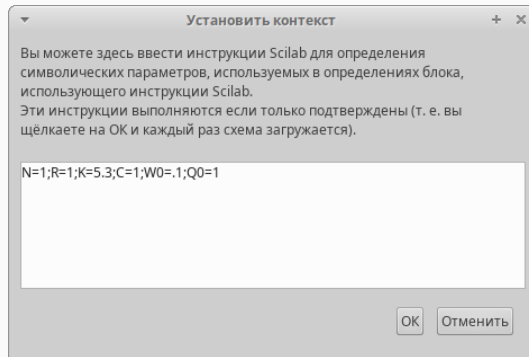 Установить контекст
Вы можете здесь ввести инструкции Scilab для определения
символических параметров, используемых в определениях блока,
использующего инструкции Scilab.
Эти инструкции выполняются если только подтверждены (т. е. вы
щёлкаете на ОК и каждый раз схема загружается).
N=1;R=1;K=5.3;C=1;W0=.1;Q0=1
ОК Отменить